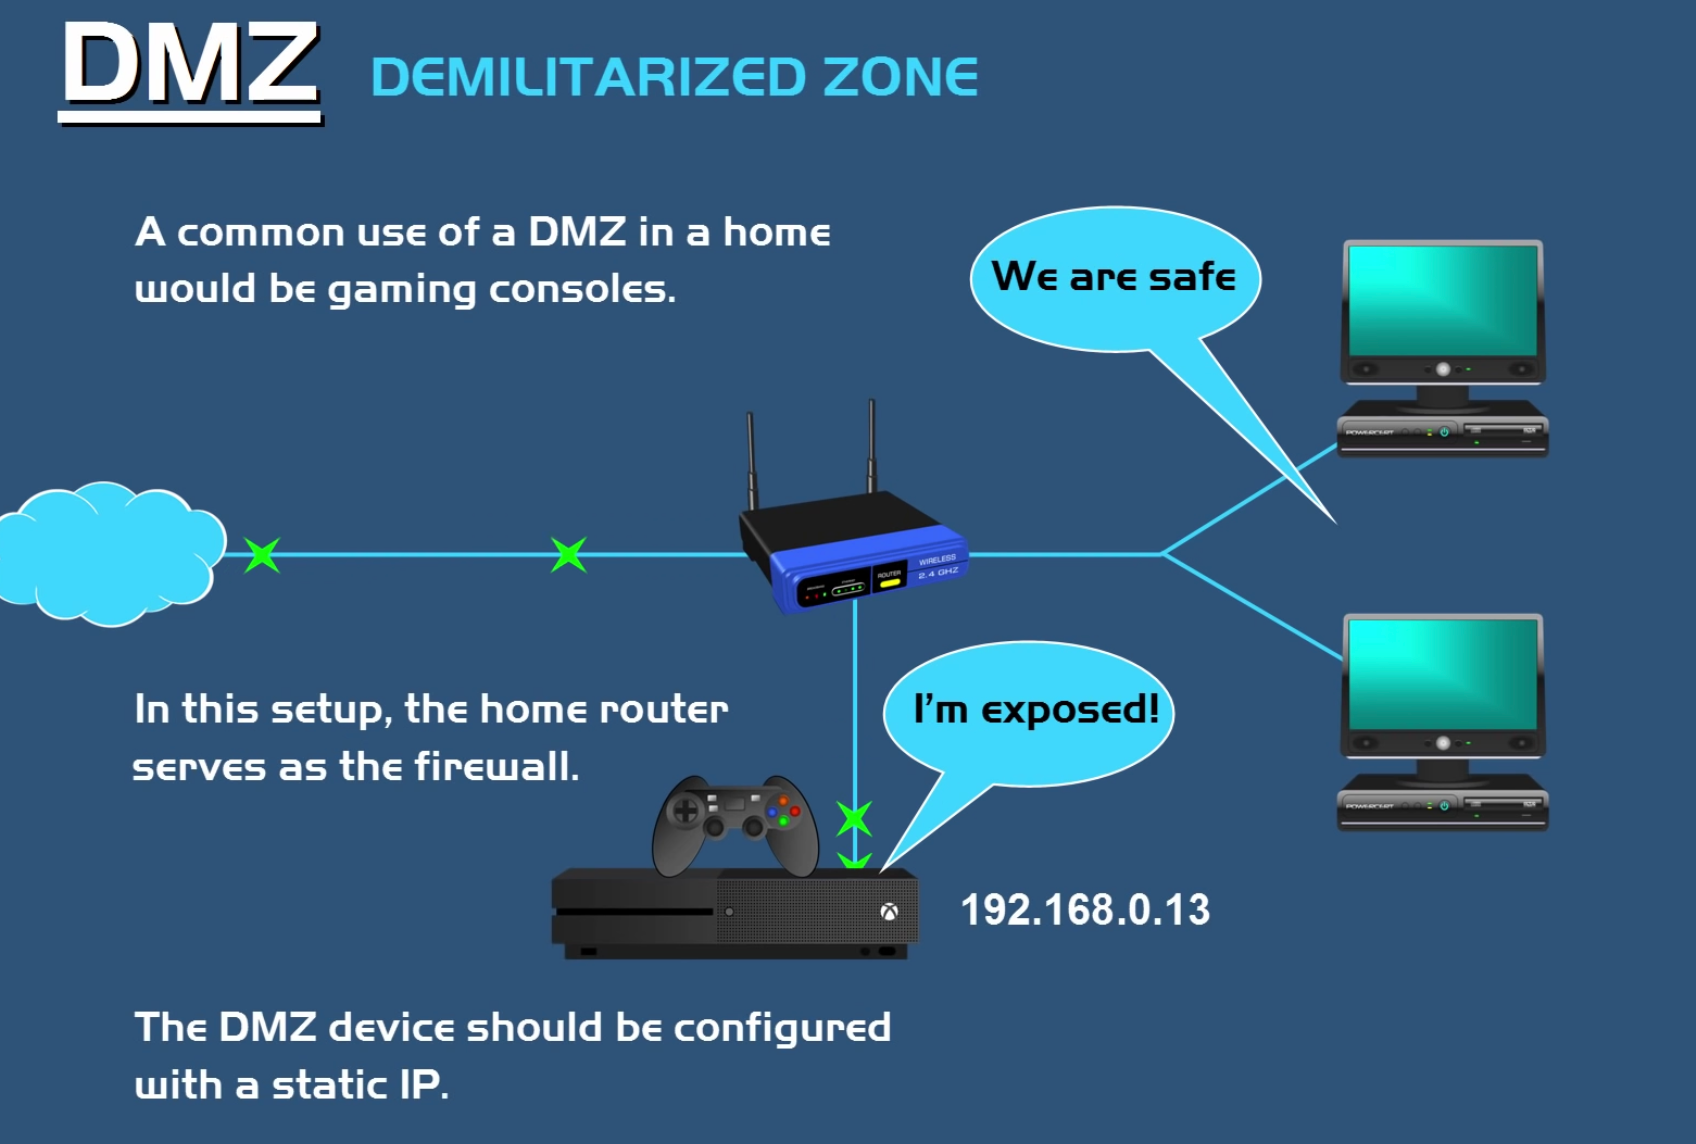 DMZ DEMILITARIZED ZONE
A common use of a DMZ in a home
would be gaming consoles.
We are safe
POWERCERT
WIRELESS
ROUTER
2.4 GHZ
In this setup, the home router
serves as the firewall.
I'm exposed!
POWERCERT
192.168.0.13
The DMZ device should be configured
with a static IP.